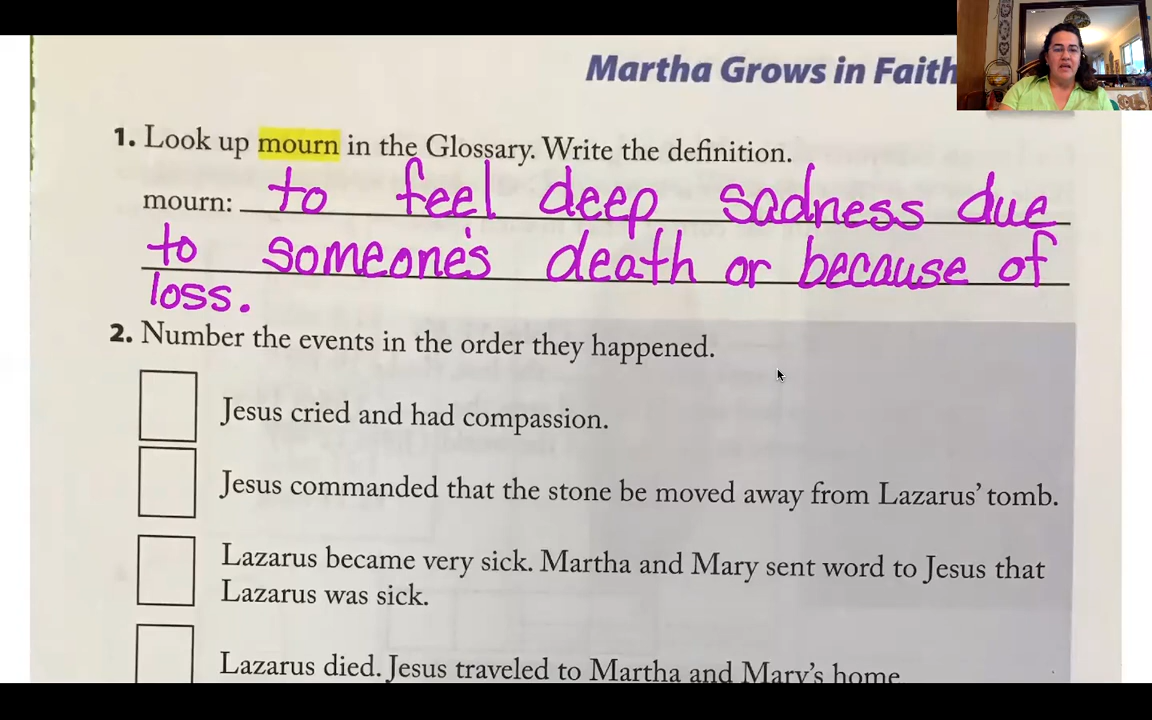 Martha Grows in Faith
1. Look up mourn in the Glossary. Write the definition.
mourn: to feel deep sadness due
to someone's death or because of
loss.
2. Number the events in the order they happened.
Jesus cried and had compassion.
Jesus commanded that the stone be moved away from Lazarus' tomb.
Lazarus became very sick. Martha and Mary sent word to Jesus that
Lazarus was sick.
Lazarus died. Jesus traveled to Martha and Mary's home